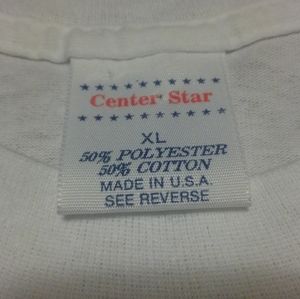 Center Star
XL
50% POLYESTER
50% COTTON
MADE IN U.S.A.
SEE REVERSE